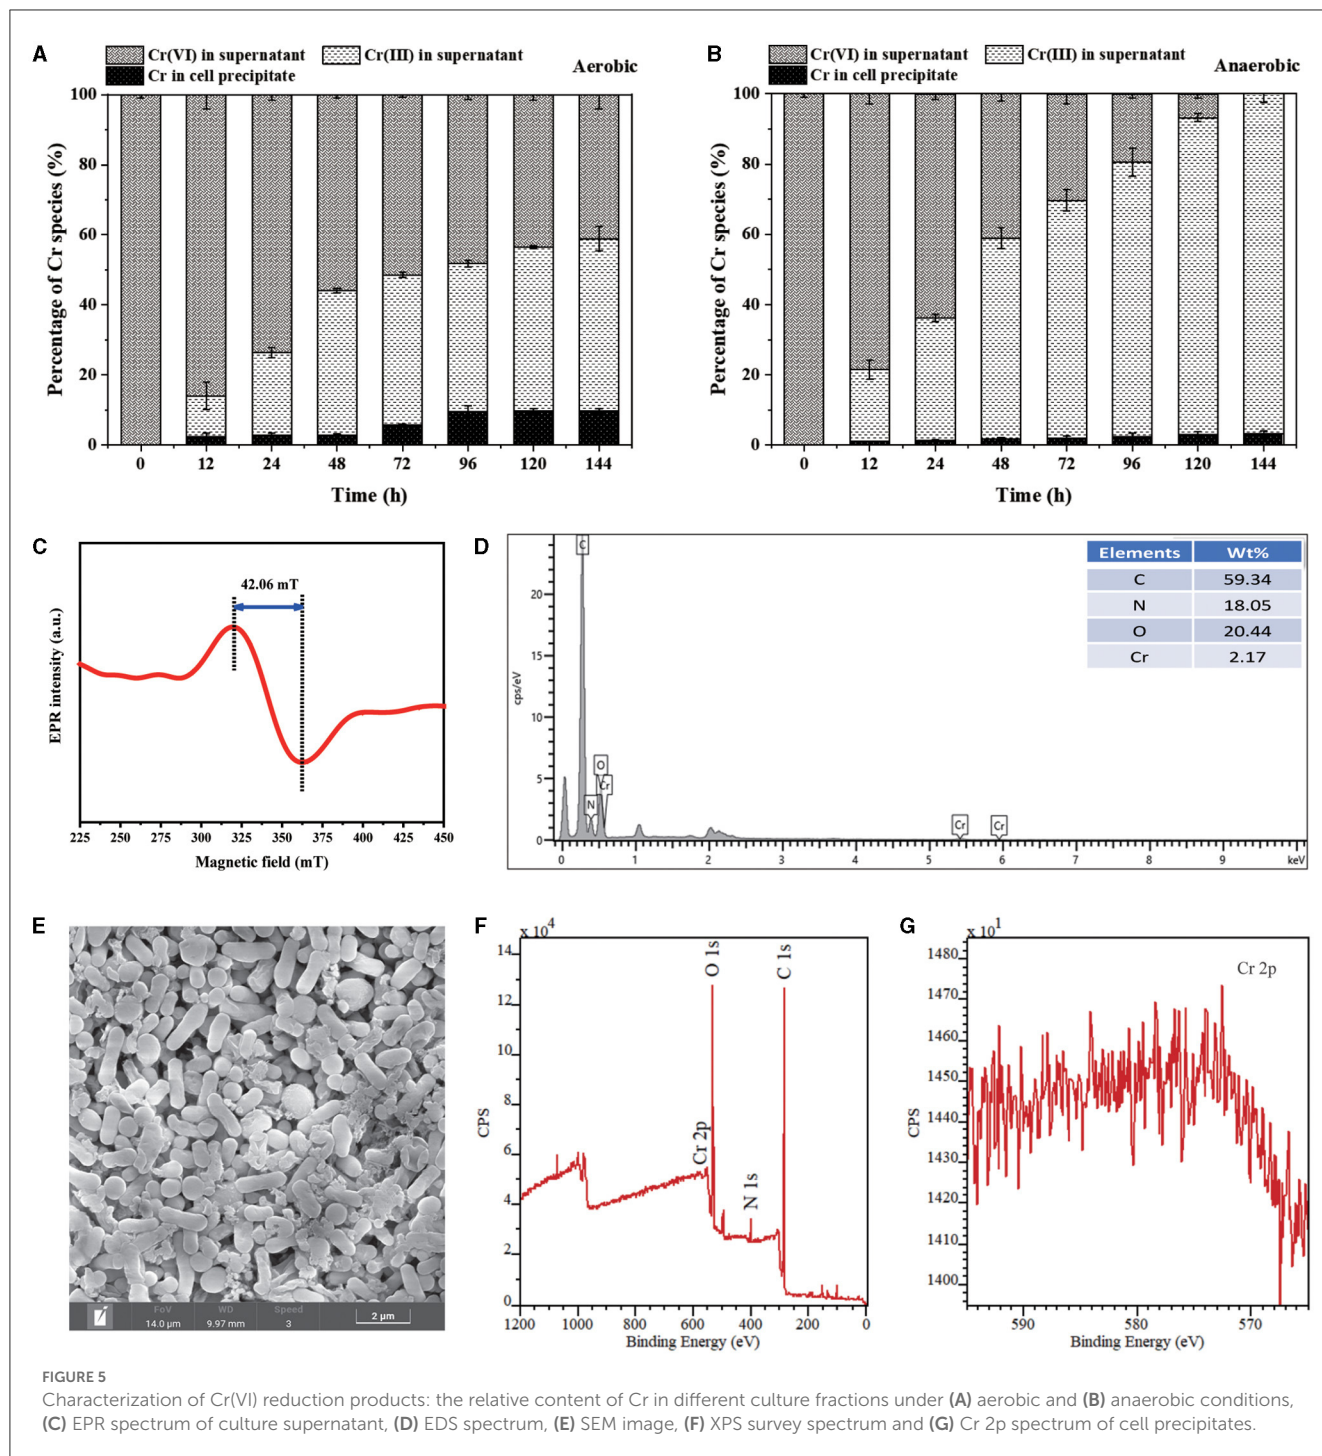 A
Cr(VI) in supernatant
Cr(III) in supernatant
Cr in cell precipitate
Aerobic
Percentage of Cr species (%)
100
80
60
40
20
0
0 12 24 48 72 96 120 144
Time (h)
B
Cr(VI) in supernatant
Cr(III) in supernatant
Cr in cell precipitate
Anaerobic
Percentage of Cr species (%)
100
80
60
40
20
0
0 12 24 48 72 96 120 144
Time (h)
C
42.06 mT
EPR intensity (a.u.)
225 250 275 300 325 350 375 400 425 450
Magnetic field (mT)
D
C
O
Cr
N
Cr
Cr
cps/eV
20
15
10
5
0
0 1 2 3 4 5 6 7 8 9 keV
Elements Wt%
C 59.34
N 18.05
O 20.44
Cr 2.17
E
FoV WD Speed
14.0 µm 9.97 mm 3
2 µm
F
x 10⁴
14
12
10
8
6
4
2
0
CPS
O 1s
C 1s
Cr 2p
N 1s
1200 1000 800 600 400 200 0
Binding Energy (eV)
G
x 10¹
Cr 2p
1480
1470
1460
1450
1440
1430
1420
1410
1400
CPS
590 580 570
Binding Energy (eV)
FIGURE 5
Characterization of Cr(VI) reduction products: the relative content of Cr in different culture fractions under (A) aerobic and (B) anaerobic conditions,
(C) EPR spectrum of culture supernatant, (D) EDS spectrum, (E) SEM image, (F) XPS survey spectrum and (G) Cr 2p spectrum of cell precipitates.